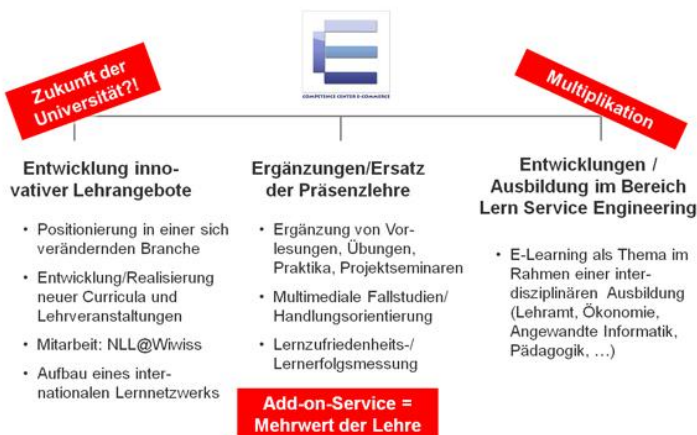 COMPETENCE CENTER E-COMMERCE
Zukunft der
Universität?!
Multiplikation
Entwicklung inno-
vativer Lehrangebote
• Positionierung in einer sich
verändernden Branche
• Entwicklung/Realisierung
neuer Curricula und
Lehrveranstaltungen
• Mitarbeit: NLL@Wiwiss
• Aufbau eines inter-
nationalen Lernnetzwerks
Ergänzungen/Ersatz
der Präsenzlehre
• Ergänzung von Vor-
lesungen, Übungen,
Praktika, Projektseminaren
• Multimediale Fallstudien/
Handlungsorientierung
• Lernzufriedenheits-/
Lernerfolgsmessung
Add-on-Service =
Mehrwert der Lehre
Entwicklungen /
Ausbildung im Bereich
Lern Service Engineering
• E-Learning als Thema im
Rahmen einer inter-
disziplinären Ausbildung
(Lehramt, Ökonomie,
Angewandte Informatik,
Pädagogik, …)